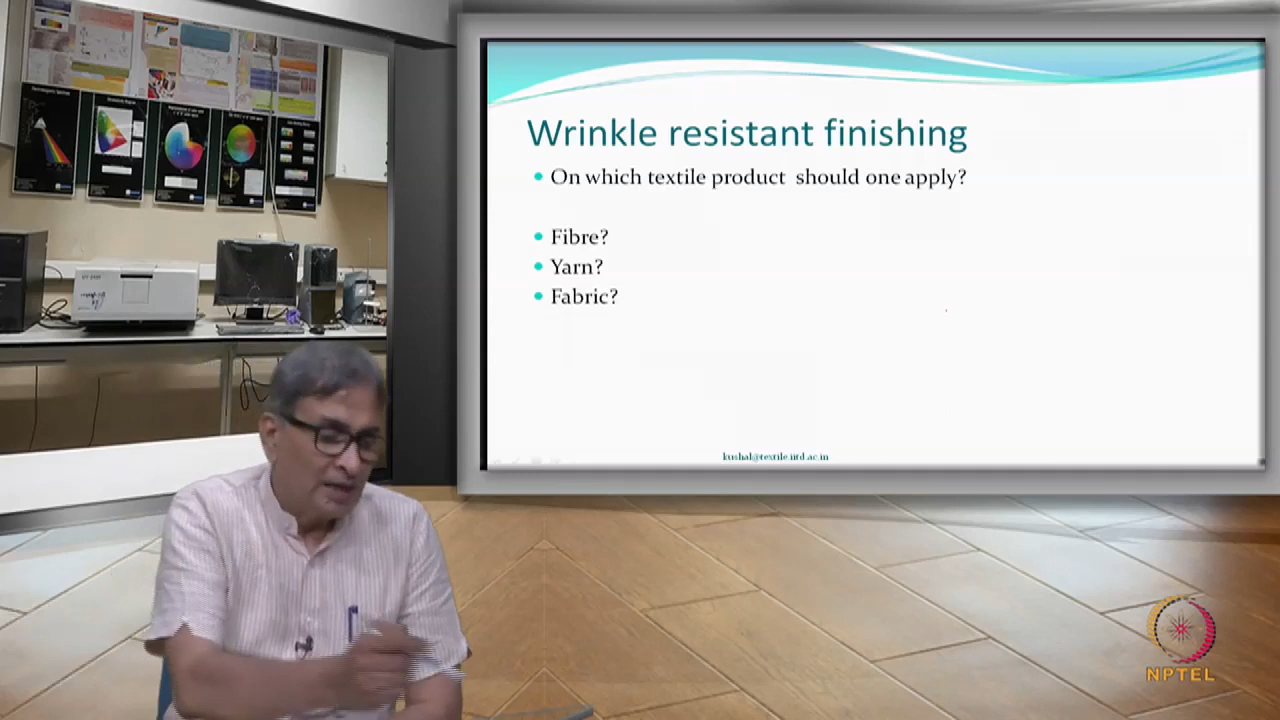 Wrinkle resistant finishing
• On which textile product should one apply?
• Fibre?
• Yarn?
• Fabric?
kushal@textile.iitd.ac.in
NPTEL